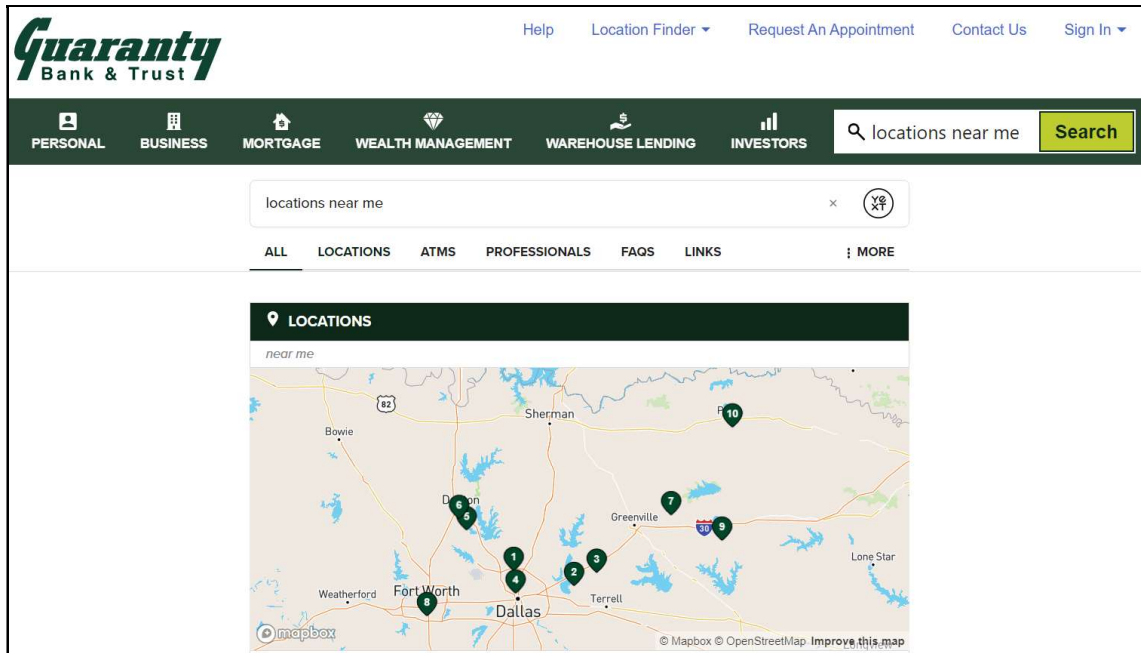 Guaranty
Bank & Trust
Help Location Finder Request An Appointment Contact Us Sign In
PERSONAL BUSINESS MORTGAGE WEALTH MANAGEMENT WAREHOUSE LENDING INVESTORS locations near me Search
locations near me × YEXT
ALL LOCATIONS ATMS PROFESSIONALS FAQS LINKS MORE
LOCATIONS
near me
82
Sherman
10
Bowie
6
5
7
Greenville
30 9
1
3
2
Lone Star
4
Weatherford Fort Worth
Terrell
8
Dallas
mapbox
© Mapbox © OpenStreetMap Improve this map